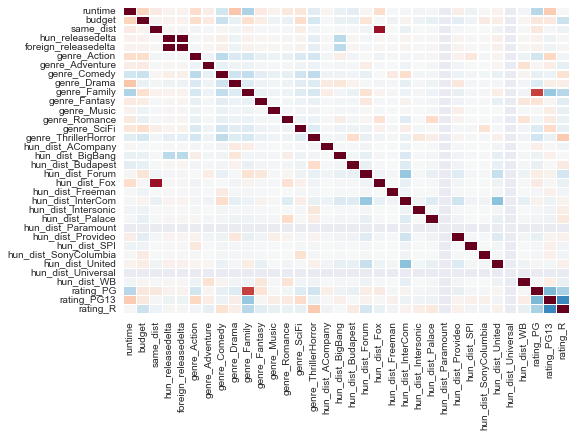 runtime
budget
same_dist
hun_releasedelta
foreign_releasedelta
genre_Action
genre_Adventure
genre_Comedy
genre_Drama
genre_Family
genre_Fantasy
genre_Music
genre_Romance
genre_SciFi
genre_ThrillerHorror
hun_dist_ACompany
hun_dist_BigBang
hun_dist_Budapest
hun_dist_Forum
hun_dist_Fox
hun_dist_Freeman
hun_dist_InterCom
hun_dist_Intersonic
hun_dist_Palace
hun_dist_Paramount
hun_dist_Provideo
hun_dist_SPI
hun_dist_SonyColumbia
hun_dist_United
hun_dist_Universal
hun_dist_WB
rating_PG
rating_PG13
rating_R
runtime
budget
same_dist
hun_releasedelta
foreign_releasedelta
genre_Action
genre_Adventure
genre_Comedy
genre_Drama
genre_Family
genre_Fantasy
genre_Music
genre_Romance
genre_SciFi
genre_ThrillerHorror
hun_dist_ACompany
hun_dist_BigBang
hun_dist_Budapest
hun_dist_Forum
hun_dist_Fox
hun_dist_Freeman
hun_dist_InterCom
hun_dist_Intersonic
hun_dist_Palace
hun_dist_Paramount
hun_dist_Provideo
hun_dist_SPI
hun_dist_SonyColumbia
hun_dist_United
hun_dist_Universal
hun_dist_WB
rating_PG
rating_PG13
rating_R